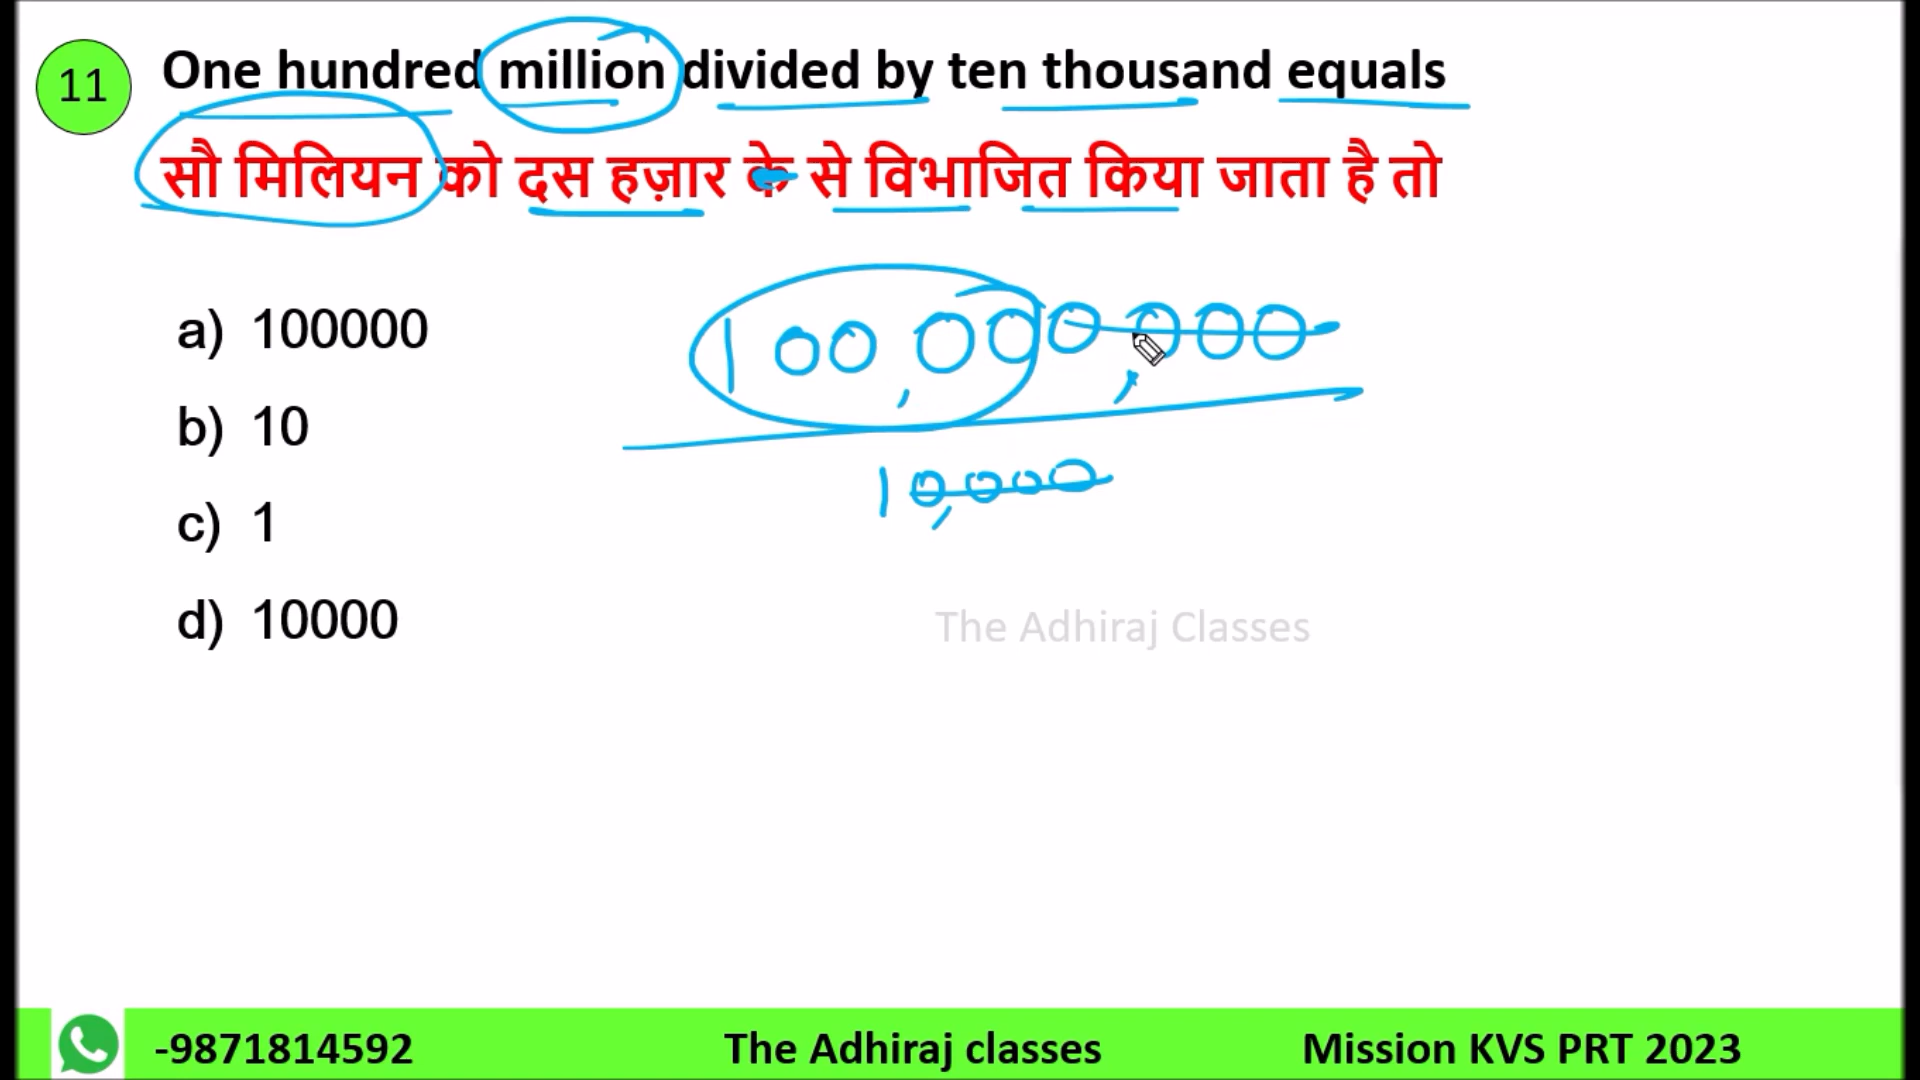 11 One hundred million divided by ten thousand equals
सौ मिलियन को दस हज़ार के से विभाजित किया जाता है तो
a) 100000
b) 10
c) 1
d) 10000
100,000,000
10,000
The Adhiraj Classes
-9871814592 The Adhiraj classes Mission KVS PRT 2023